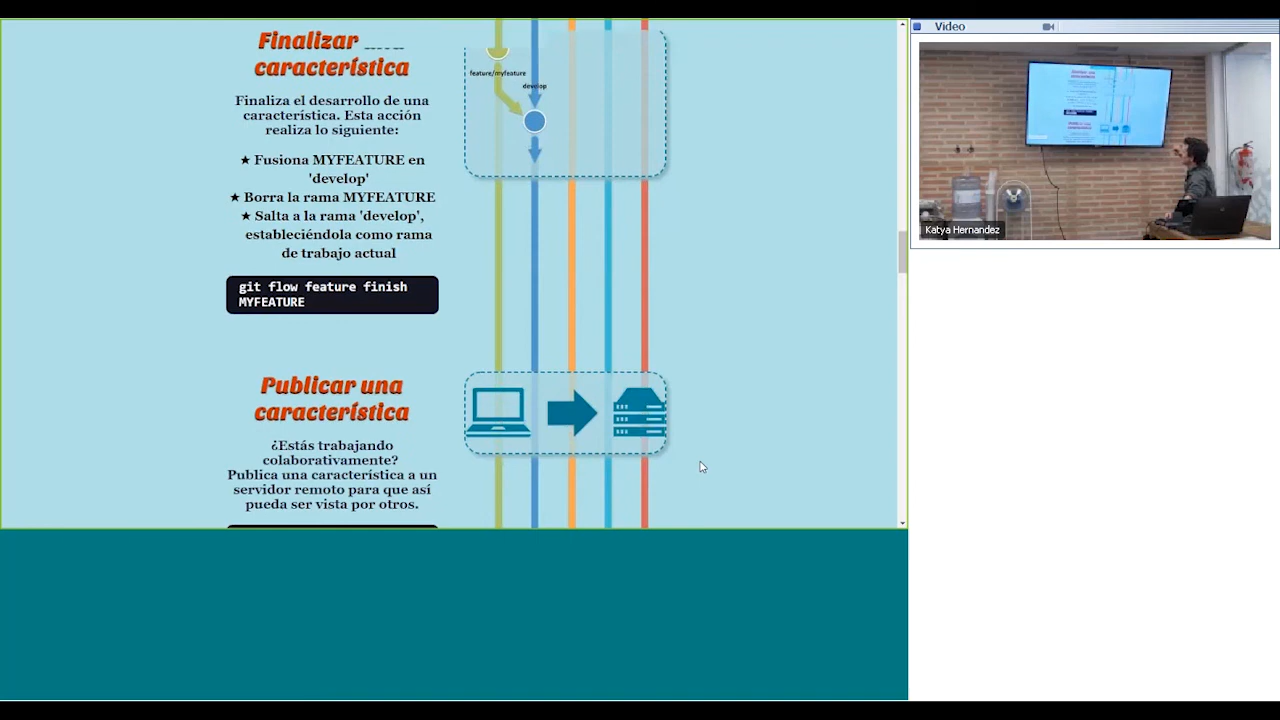 Video
Finalizar una
característica
Finaliza el desarrollo de una
característica. Esta acción
realiza lo siguiente:
★ Fusiona MYFEATURE en
'develop'
★ Borra la rama MYFEATURE
★ Salta a la rama 'develop',
estableciéndola como rama
de trabajo actual
git flow feature finish
MYFEATURE
feature/myfeature
develop
Publicar una
característica
¿Estás trabajando
colaborativamente?
Publica una característica a un
servidor remoto para que así
pueda ser vista por otros.
Katya Hernandez